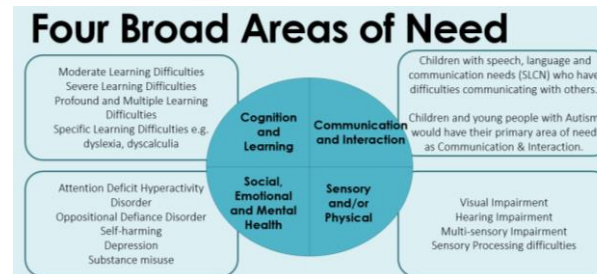 Four Broad Areas of Need
Moderate Learning Difficulties
Severe Learning Difficulties
Profound and Multiple Learning
Difficulties
Specific Learning Difficulties e.g.
dyslexia, dyscalculia
Cognition
and
Learning
Communication
and Interaction
Children with speech, language and
communication needs (SLCN) who have
difficulties communicating with others.
Children and young people with Autism
would have their primary area of need
as Communication & Interaction.
Attention Deficit Hyperactivity
Disorder
Oppositional Defiance Disorder
Self-harming
Depression
Substance misuse
Social,
Emotional
and Mental
Health
Sensory
and/or
Physical
Visual Impairment
Hearing Impairment
Multi-sensory Impairment
Sensory Processing difficulties